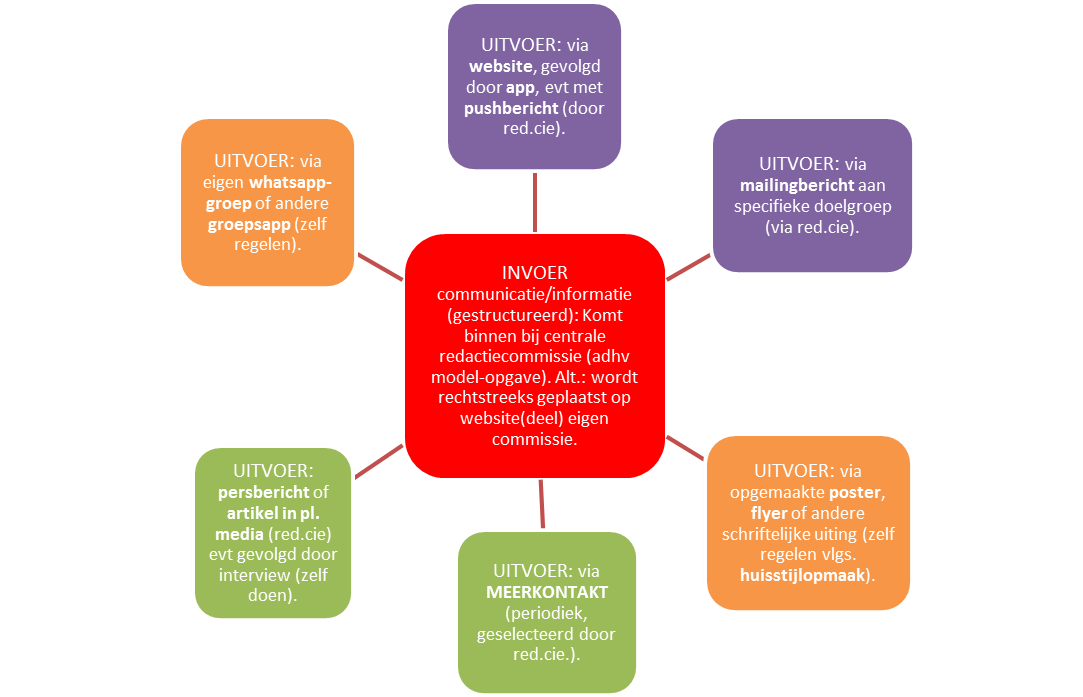 UITVOER: via
website, gevolgd
door app, evt met
pushbericht (door
red.cie).
UITVOER: via
eigen whatsapp-
groep of andere
groepsapp (zelf
regelen).
UITVOER: via
mailingbericht aan
specifieke doelgroep
(via red.cie).
INVOER
communicatie/informatie
(gestructureerd): Komt
binnen bij centrale
redactiecommissie (adhv
model-opgave). Alt.: wordt
rechtstreeks geplaatst op
website(deel) eigen
commissie.
UITVOER:
persbericht of
artikel in pl.
media (red.cie)
evt gevolgd door
interview (zelf
doen).
UITVOER: via
opgemaakte poster,
flyer of andere
schriftelijke uiting (zelf
regelen vlgs.
huisstijlopmaak).
UITVOER: via
MEERKONTAKT
(periodiek,
geselecteerd door
red.cie.).